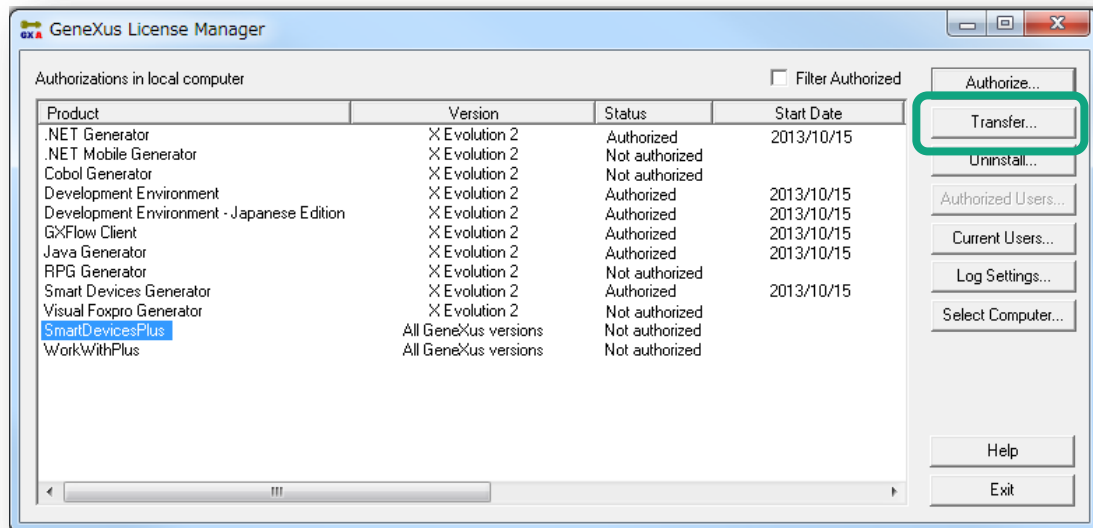 GXA GeneXus License Manager
Authorizations in local computer Filter Authorized Authorize...
Product Version Status Start Date Transfer...
.NET Generator X Evolution 2 Authorized 2013/10/15
.NET Mobile Generator X Evolution 2 Not authorized Uninstall...
Cobol Generator X Evolution 2 Not authorized
Development Environment X Evolution 2 Authorized 2013/10/15 Authorized Users...
Development Environment - Japanese Edition X Evolution 2 Authorized 2013/10/15
GXFlow Client X Evolution 2 Authorized 2013/10/15 Current Users...
Java Generator X Evolution 2 Authorized 2013/10/15
RPG Generator X Evolution 2 Not authorized Log Settings...
Smart Devices Generator X Evolution 2 Authorized 2013/10/15
Visual Foxpro Generator X Evolution 2 Not authorized Select Computer...
SmartDevicesPlus All GeneXus versions Not authorized
WorkWithPlus All GeneXus versions Not authorized
Help
Exit